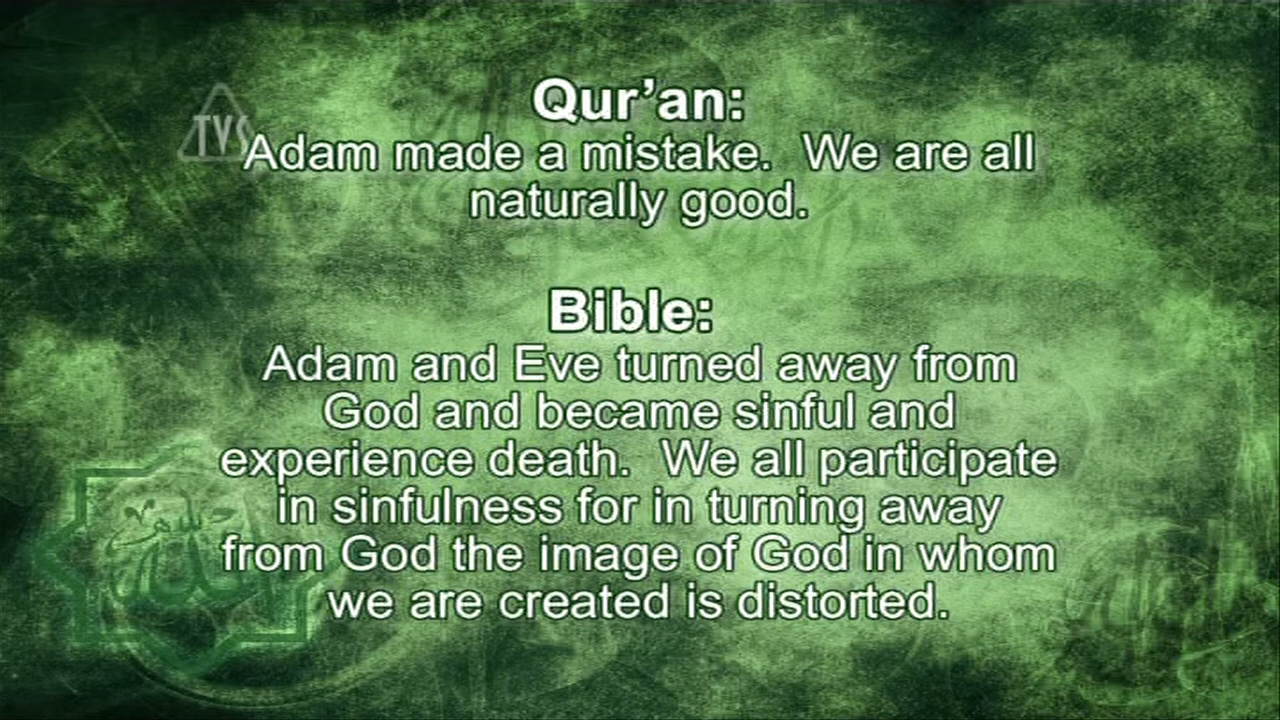 Qur’an:
TVS
Adam made a mistake.  We are all
naturally good.
Bible:
Adam and Eve turned away from
God and became sinful and
experience death.  We all participate
in sinfulness for in turning away
from God the image of God in whom
we are created is distorted.